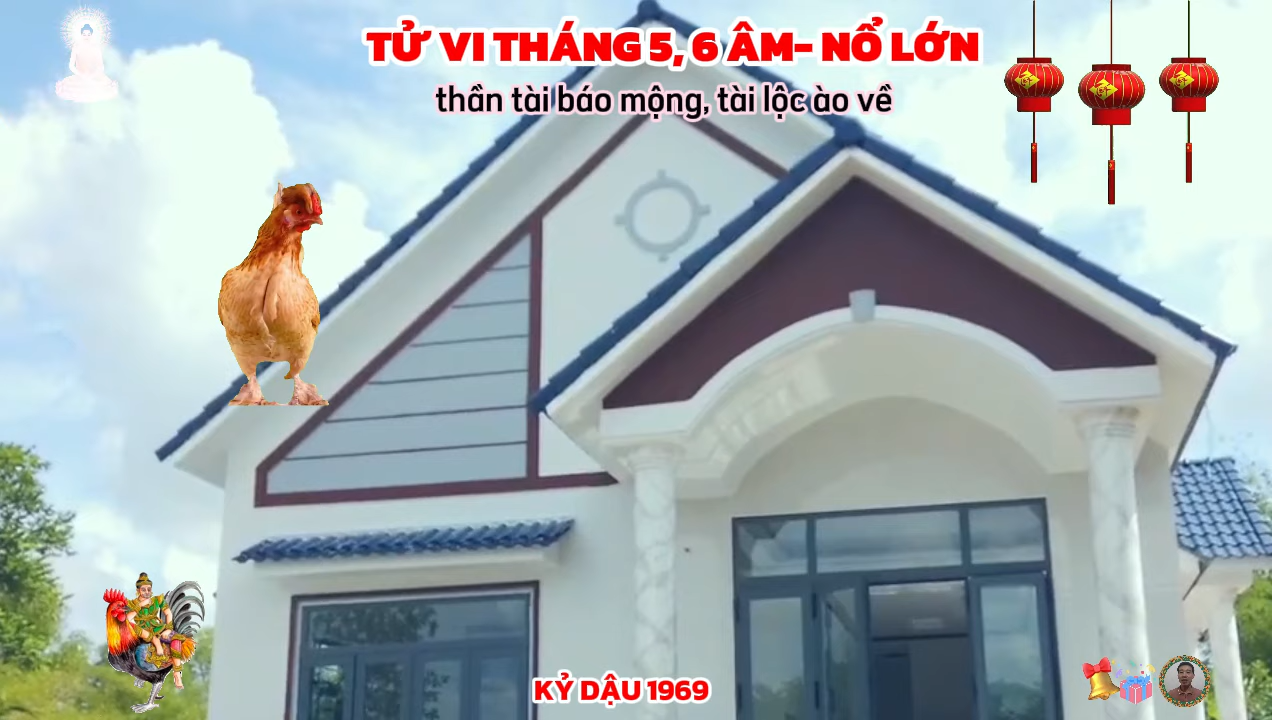 TỬ VI THÁNG 5, 6 ÂM- NỔ LỚN
thần tài báo mộng, tài lộc ào về
KỶ DẬU 1969